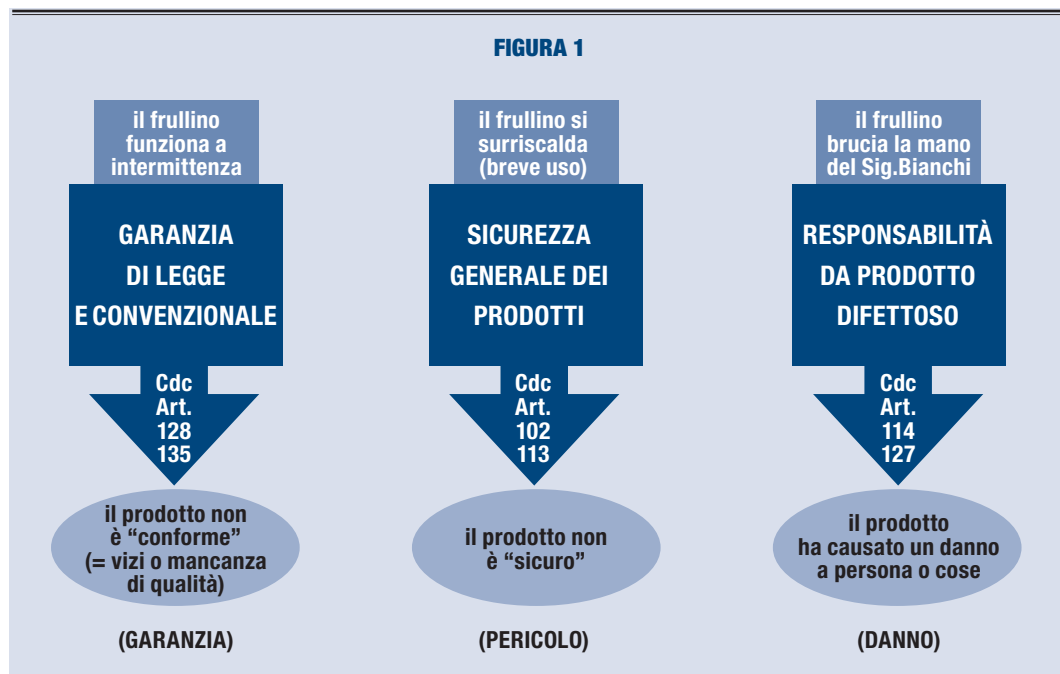 FIGURA 1
il frullino
funziona a
intermittenza
GARANZIA
DI LEGGE
E CONVENZIONALE
Cdc
Art.
128
135
il prodotto non
è “conforme”
(= vizi o mancanza
di qualità)
(GARANZIA)
il frullino si
surriscalda
(breve uso)
SICUREZZA
GENERALE DEI
PRODOTTI
Cdc
Art.
102
113
il prodotto non
è “sicuro”
(PERICOLO)
il frullino
brucia la mano
del Sig.Bianchi
RESPONSABILITÀ
DA PRODOTTO
DIFETTOSO
Cdc
Art.
114
127
il prodotto
ha causato un danno
a persona o cose
(DANNO)